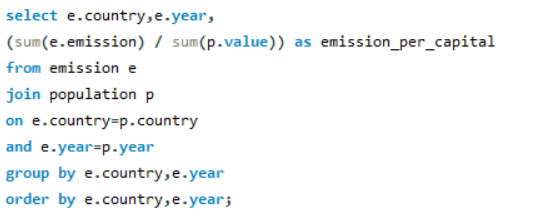 select e.country,e.year,
(sum(e.emission) / sum(p.value)) as emission_per_capital
from emission e
join population p
on e.country=p.country
and e.year=p.year
group by e.country,e.year
order by e.country,e.year;